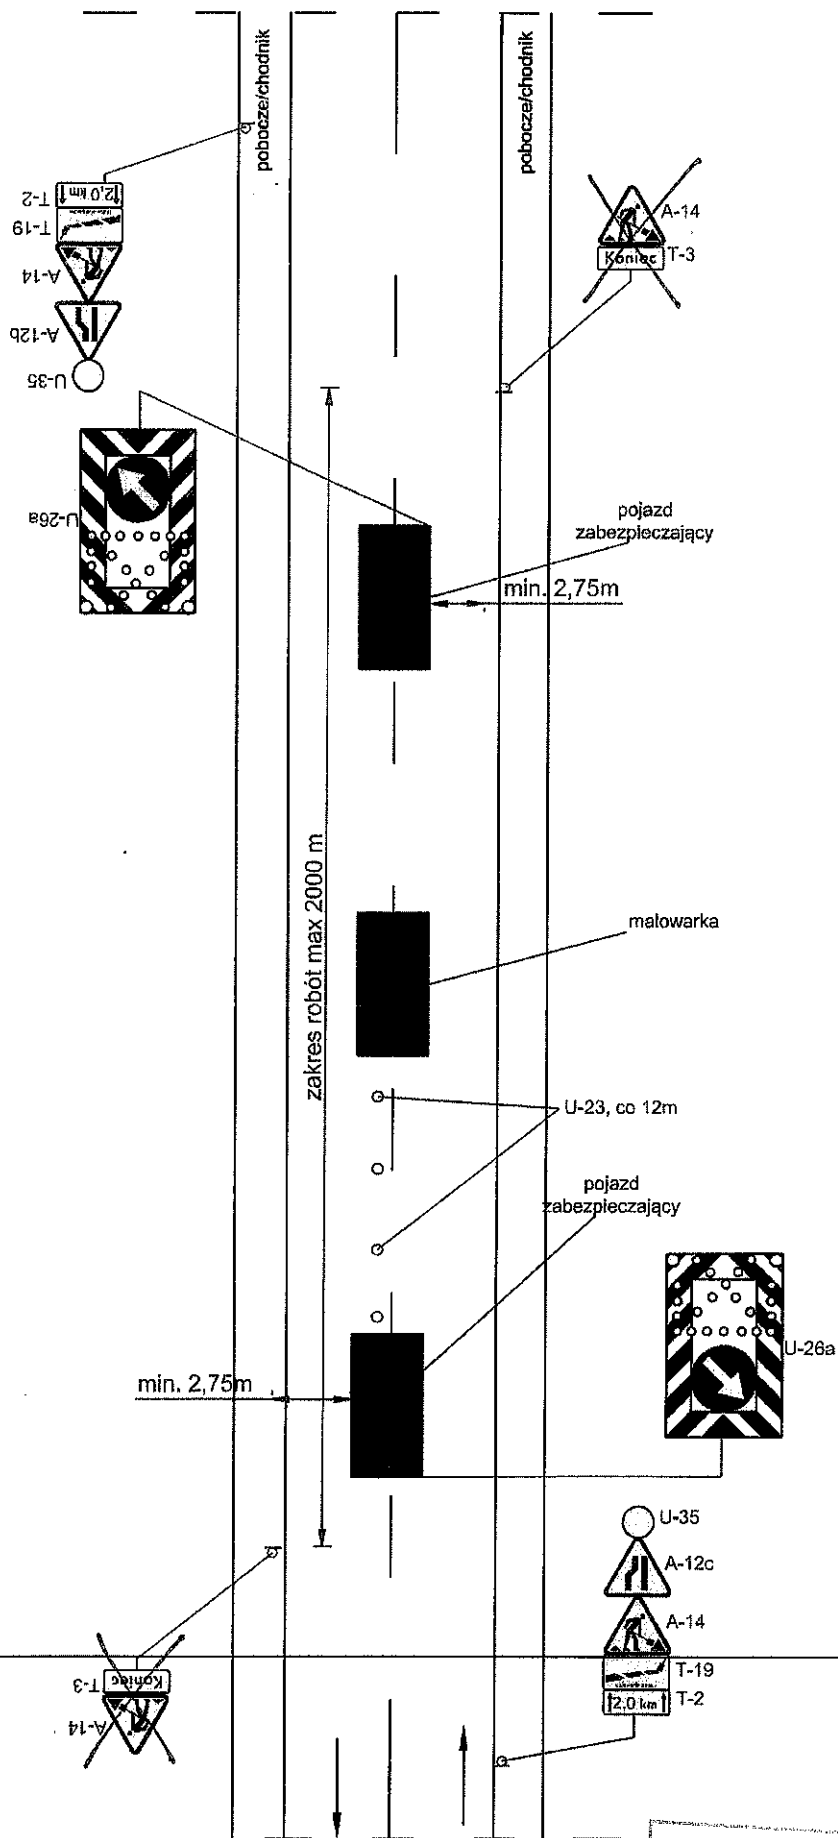 pobocze/chodnik
pobocze/chodnik
T-2
2,0 km
T-19
A-14
A-12b
U-35
A-14
Koniec
T-3
U-26a
pojazd
zabezpieczający
min. 2,75m
zakres robót max 2000 m
malowarka
U-23, co 12m
pojazd
zabezpieczający
U-26a
min. 2,75m
U-35
A-12c
A-14
T-19
2,0 km
T-2
T-3
Koniec
A-14